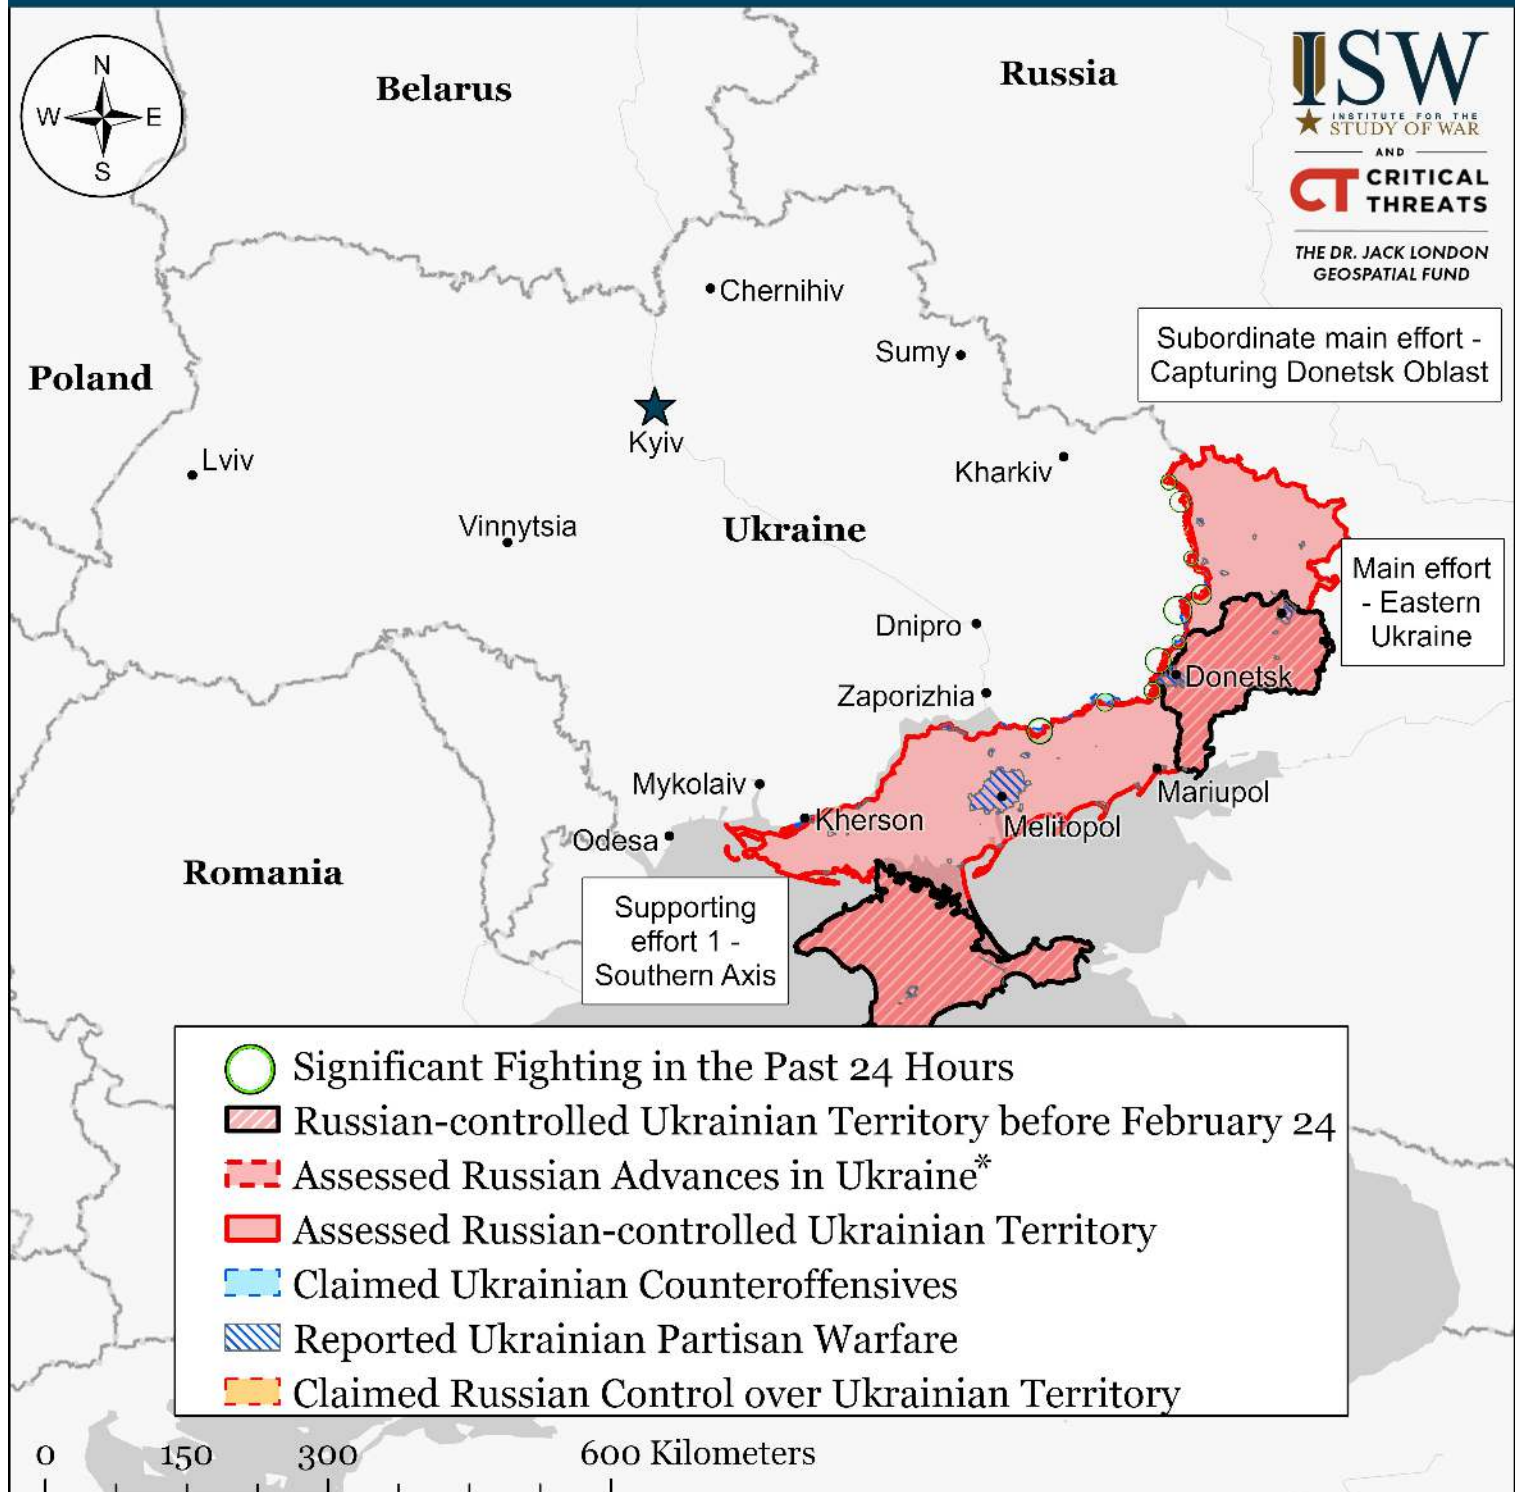 N
W
E
S
Belarus
Russia
ISW
INSTITUTE FOR THE
STUDY OF WAR
AND
CT CRITICAL
THREATS
THE DR. JACK LONDON
GEOSPATIAL FUND
Chernihiv
Subordinate main effort -
Capturing Donetsk Oblast
Sumy
Poland
Kyiv
Lviv
Kharkiv
Vinnytsia
Ukraine
Main effort
- Eastern
Ukraine
Dnipro
Donetsk
Zaporizhia
Mykolaiv
Mariupol
Kherson
Melitopol
Odesa
Romania
Supporting
effort 1 -
Southern Axis
Significant Fighting in the Past 24 Hours
Russian-controlled Ukrainian Territory before February 24
Assessed Russian Advances in Ukraine*
Assessed Russian-controlled Ukrainian Territory
Claimed Ukrainian Counteroffensives
Reported Ukrainian Partisan Warfare
Claimed Russian Control over Ukrainian Territory
0 150 300 600 Kilometers